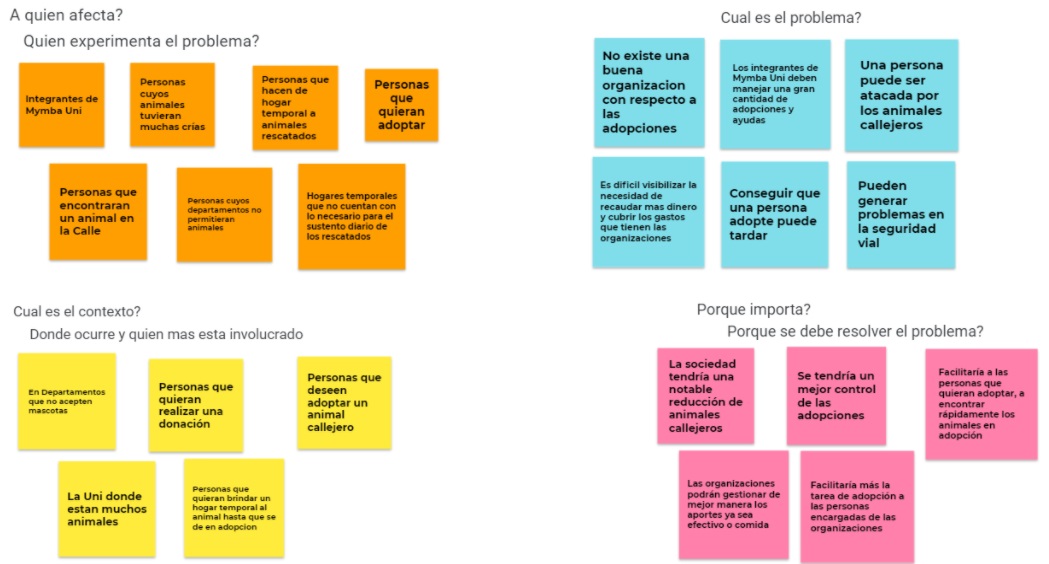 A quien afecta?
Quien experimenta el problema?
Integrantes de
Mymba Uni
Personas
cuyos
animales
tuvieran
muchas crías
Personas que
hacen de
hogar
temporal a
animales
rescatados
Personas
que
quieran
adoptar
Personas que
encontraran
un animal en
la Calle
Personas cuyos
departamentos no
permitieran
animales
Hogares temporales
que no cuentan con
lo necesario para el
sustento diario de
los rescatados
Cual es el problema?
No existe una
buena
organizacion
con respecto a
las
adopciones
Los integrantes de
Mymba Uni deben
manejar una gran
cantidad de
adopciones y
ayudas
Una persona
puede ser
atacada por
los animales
callejeros
Es dificil visibilizar la
necesidad de
recaudar mas dinero
y cubrir los gastos
que tienen las
organizaciones
Conseguir que
una persona
adopte puede
tardar
Pueden
generar
problemas en
la seguridad
vial
Cual es el contexto?
Donde ocurre y quien mas esta involucrado
En Departamentos
que no acepten
mascotas
Personas que
quieran
realizar una
donación
Personas que
deseen
adoptar un
animal
callejero
La Uni donde
estan muchos
animales
Personas que
quieran brindar un
hogar temporal al
animal hasta que se
de en adopcion
Porque importa?
Porque se debe resolver el problema?
La sociedad
tendría una
notable
reducción de
animales
callejeros
Se tendría un
mejor control
de las
adopciones
Facilitaría a las
personas que
quieran adoptar, a
encontrar
rápidamente los
animales en
adopción
Las organizaciones
podrán gestionar de
mejor manera los
aportes ya sea
efectivo o comida
Facilitaría más la
tarea de adopción a
las personas
encargadas de las
organizaciones